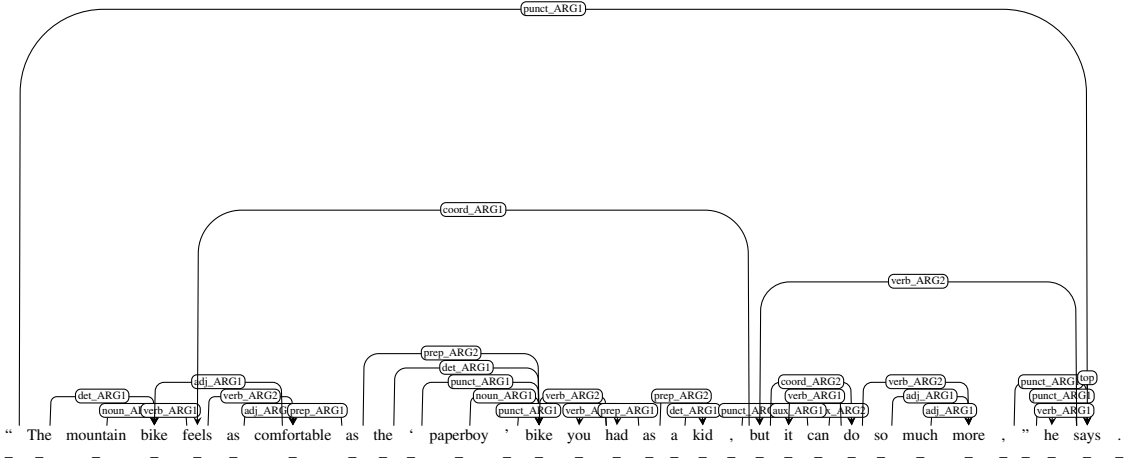 punct_ARG1
coord_ARG1
verb_ARG2
prep_ARG2
det_ARG1
adj_ARG1 punct_ARG1 coord_ARG2 verb_ARG2 punct_ARG1 top
det_ARG1 verb_ARG2 noun_ARG1 verb_ARG2 prep_ARG2 verb_ARG1 adj_ARG1 punct_ARG1
verb_ARG1 prep_ARG1 punct_ARG1 prep_ARG1 det_ARG1 aux_ARG1 adj_ARG1 verb_ARG1
“ The mountain bike feels as comfortable as the ‘ paperboy ’ bike you had as a kid , but it can do so much more , ” he says .
_ _ _ _ _ _ _ _ _ _ _ _ _ _ _ _ _ _ _ _ _ _ _ _ _ _ _ _ _ _ _